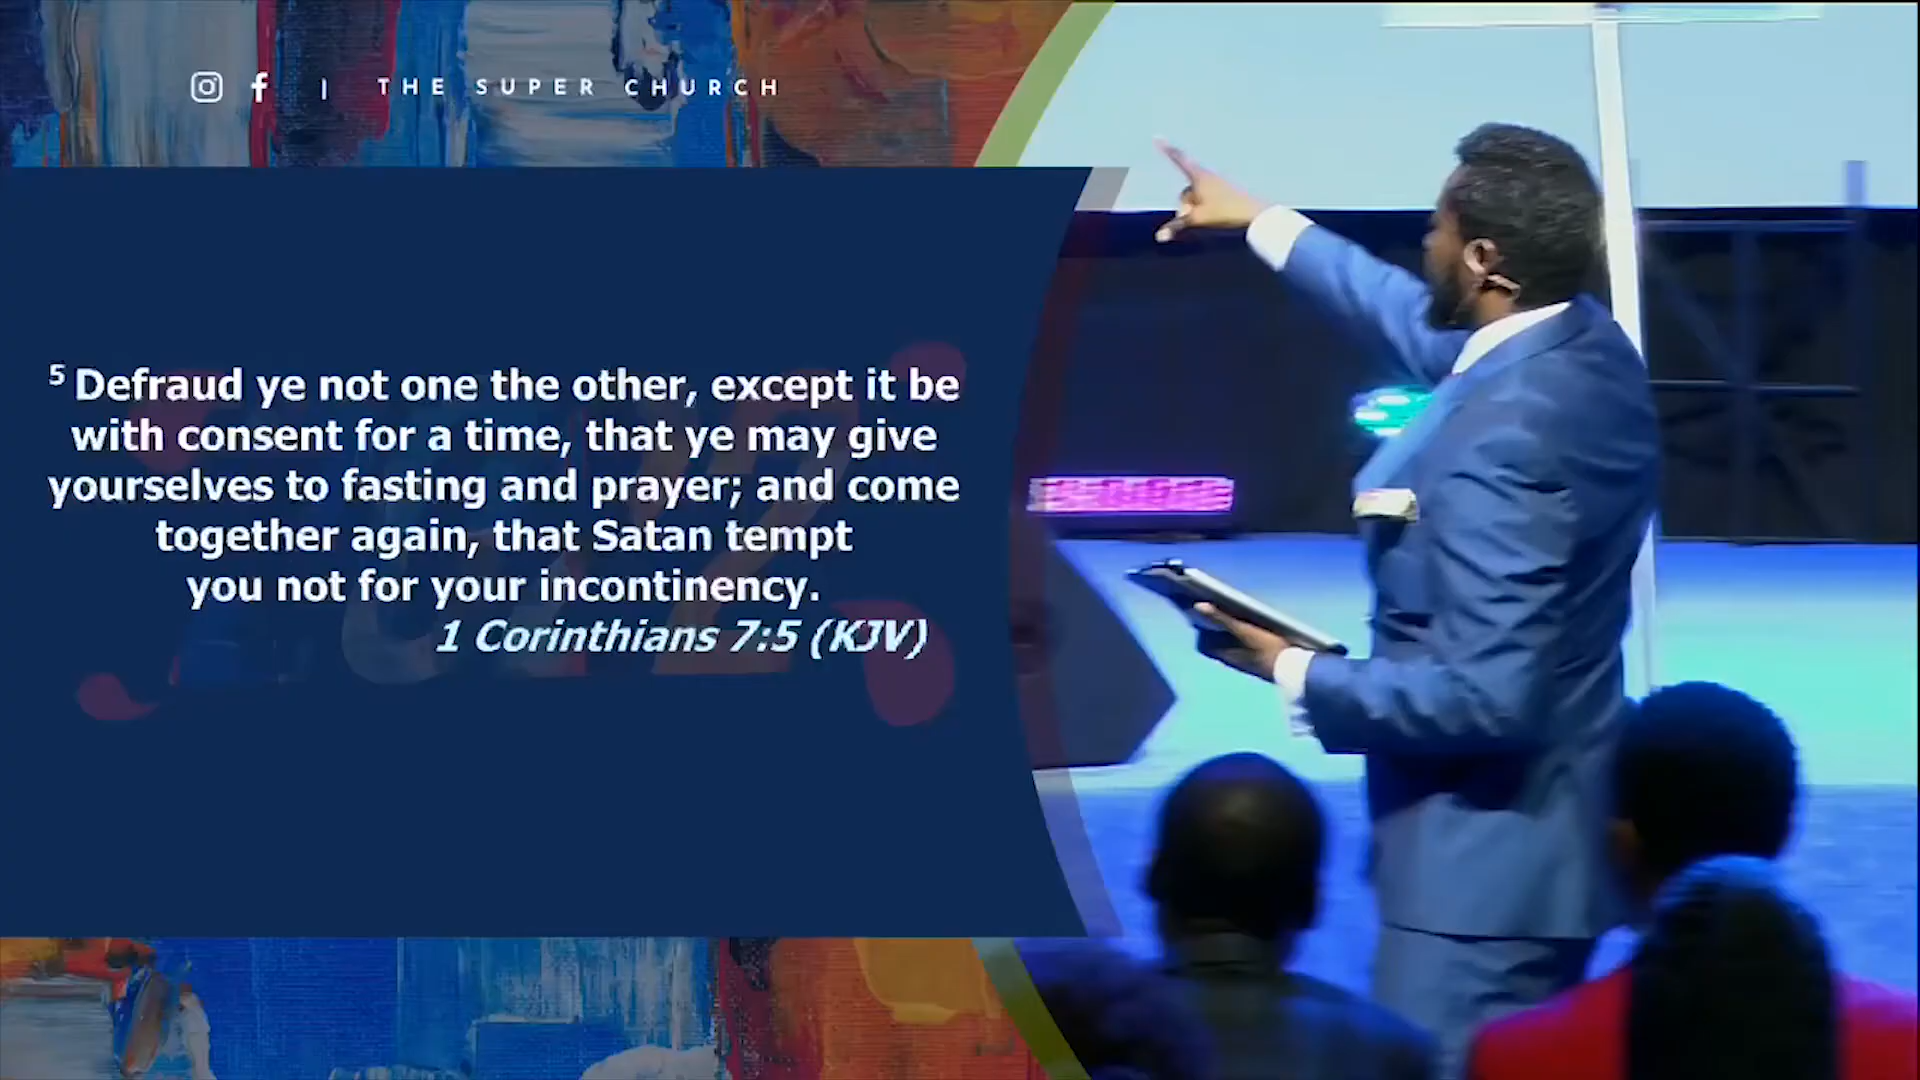 | THE SUPER CHURCH
5 Defraud ye not one the other, except it be
with consent for a time, that ye may give
yourselves to fasting and prayer; and come
together again, that Satan tempt
you not for your incontinency.
1 Corinthians 7:5 (KJV)